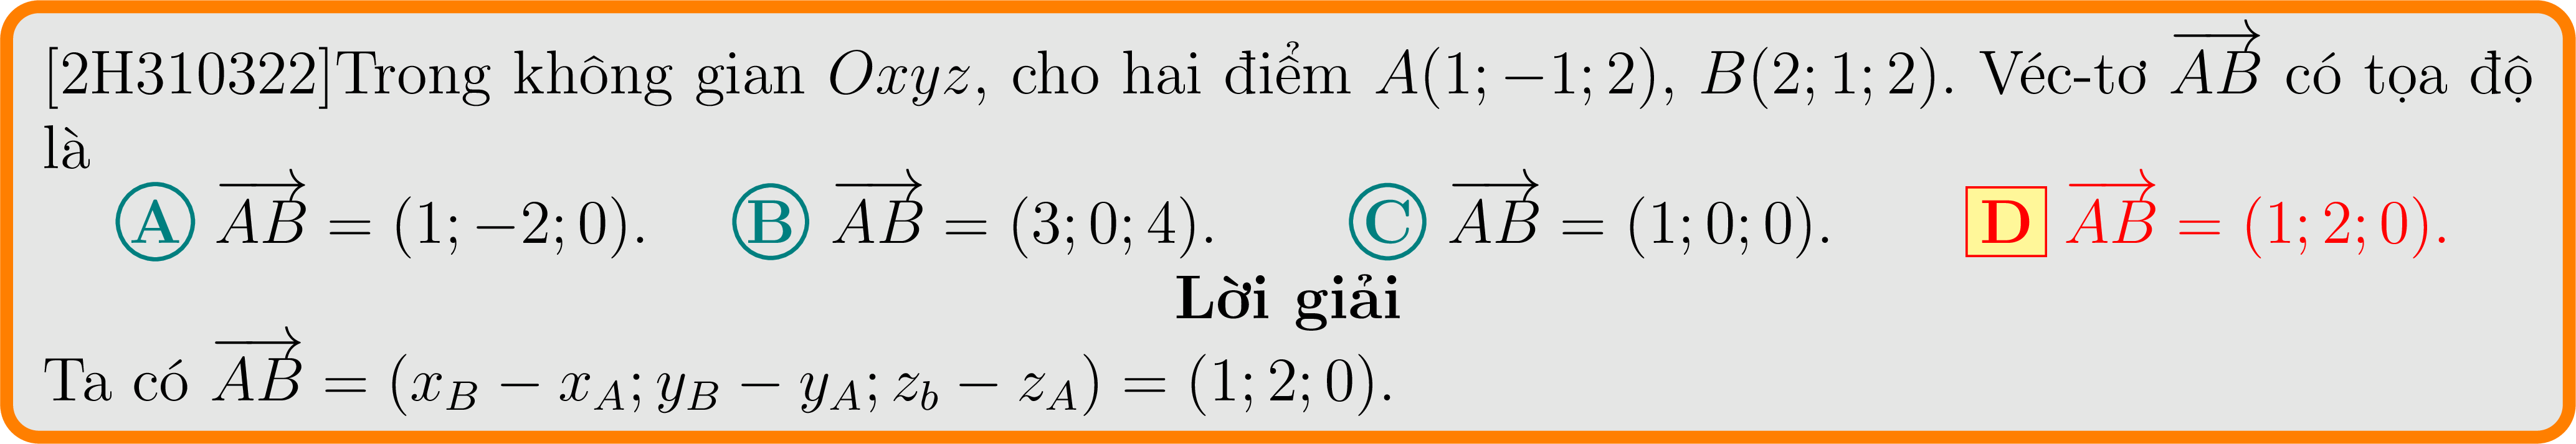 [2H310322]Trong không gian Oxyz, cho hai điểm A(1; −1; 2), B(2; 1; 2). Véc-tơ $\overrightarrow{AB}$ có tọa độ
là
A $\overrightarrow{AB}$ = (1; −2; 0). B $\overrightarrow{AB}$ = (3; 0; 4). C $\overrightarrow{AB}$ = (1; 0; 0). D $\overrightarrow{AB}$ = (1; 2; 0).
Lời giải
Ta có $\overrightarrow{AB}$ = ($x_B − x_A; y_B − y_A; z_b − z_A$) = (1; 2; 0).